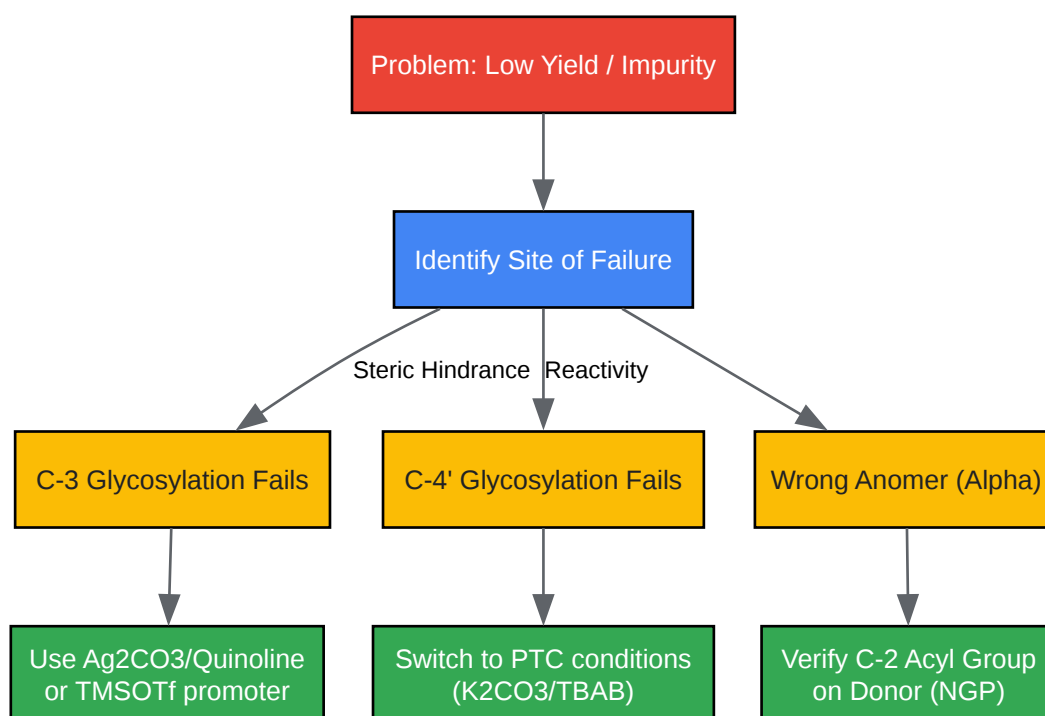 Problem: Low Yield / Impurity
Identify Site of Failure
Steric Hindrance
Reactivity
C-3 Glycosylation Fails
C-4' Glycosylation Fails
Wrong Anomer (Alpha)
Use Ag2CO3/Quinoline
or TMSOTf promoter
Switch to PTC conditions
(K2CO3/TBAB)
Verify C-2 Acyl Group
on Donor (NGP)